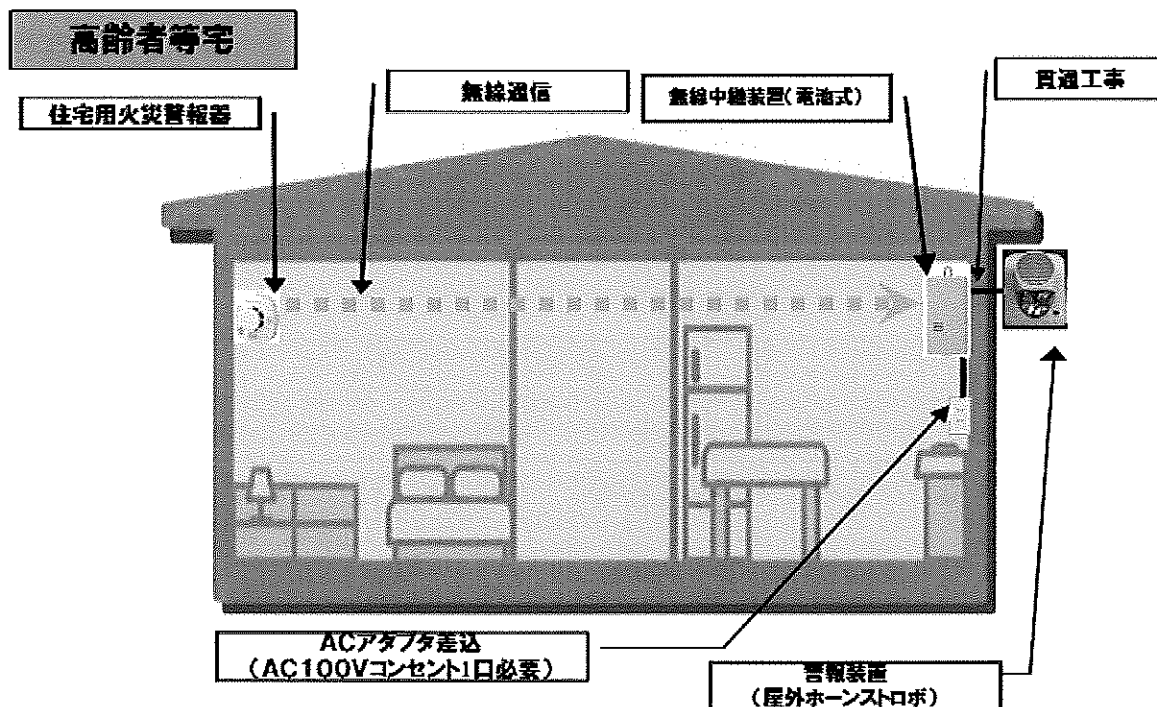 高齢者等宅
住宅用火災警報器
無線通信
無線中継装置(電池式)
貫通工事
ACアダプタ差込
(AC100Vコンセント1口必要)
警報装置
(屋外ホーンストロボ)